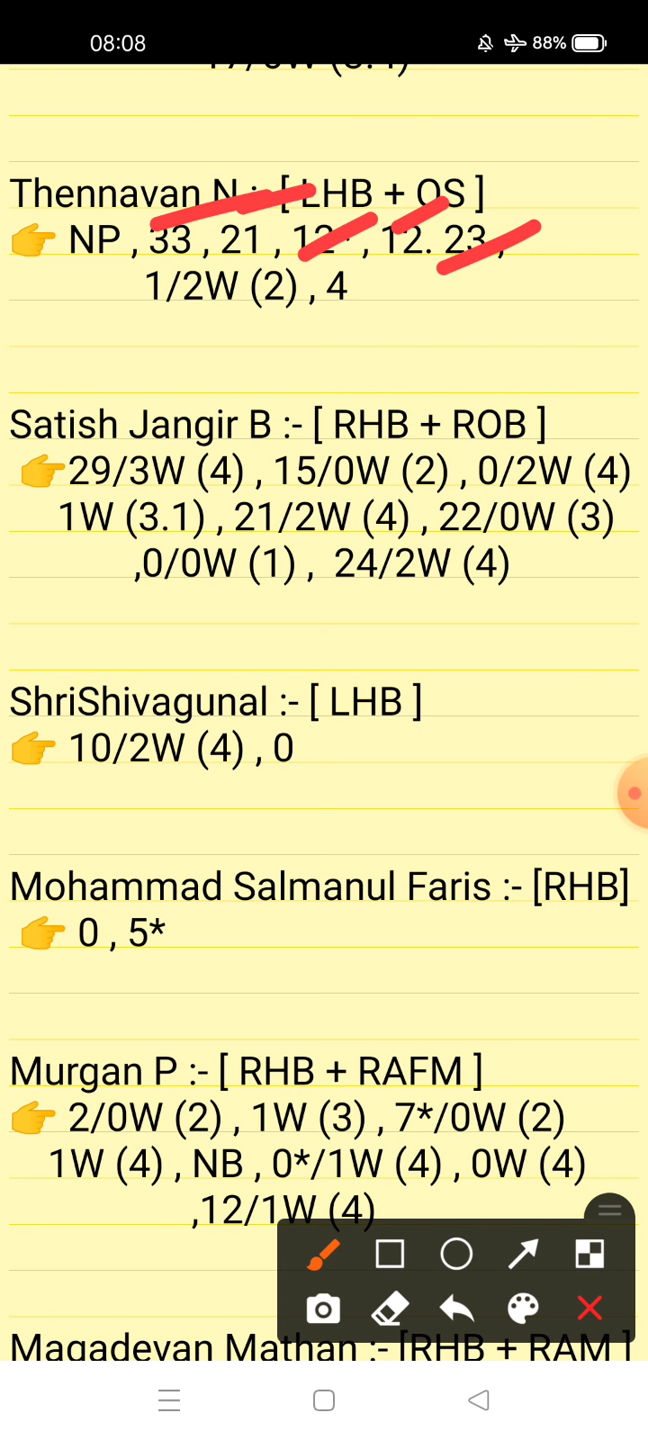 08:08
88%
Thennavan N :- [ LHB + OS ]
👉 NP , 33 , 21 , 12* , 12. 23 ,
1/2W (2) , 4
Satish Jangir B :- [ RHB + ROB ]
👉29/3W (4) , 15/0W (2) , 0/2W (4)
1W (3.1) , 21/2W (4) , 22/0W (3)
,0/0W (1) , 24/2W (4)
ShriShivagunal :- [ LHB ]
👉 10/2W (4) , 0
Mohammad Salmanul Faris :- [RHB]
👉 0 , 5*
Murgan P :- [ RHB + RAFM ]
👉 2/0W (2) , 1W (3) , 7*/0W (2)
1W (4) , NB , 0*/1W (4) , 0W (4)
,12/1W (4)
Magadevan Mathan :- [RHB + RAM ]